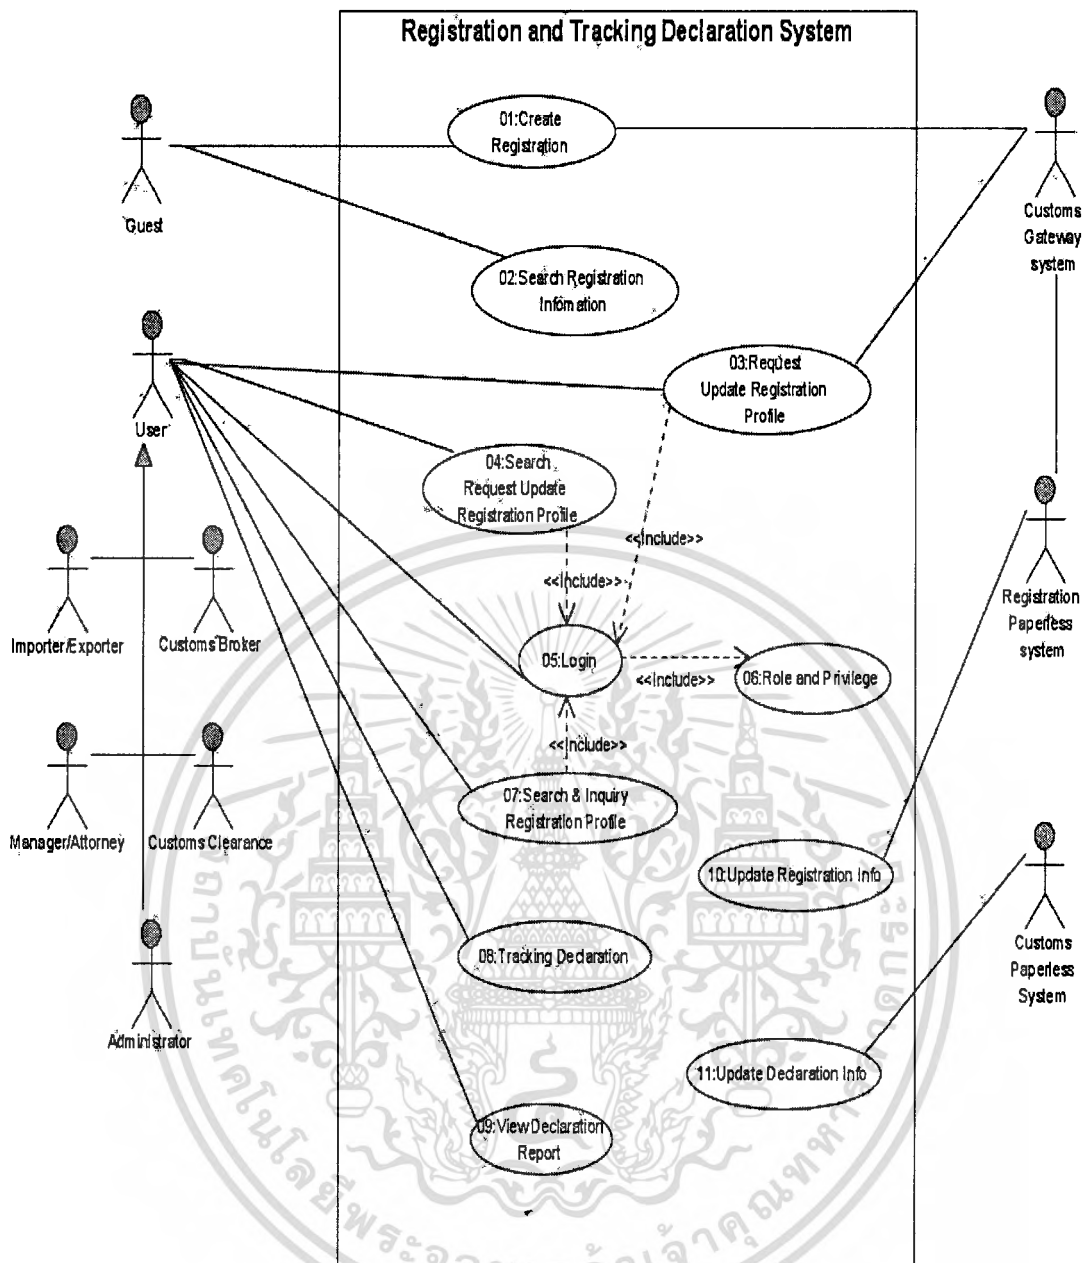 Registration and Tracking Declaration System
01:Create
Registration
Guest
Customs
Gateway
system
02:Search Registration
Infomation
User
03:Request
Update Registration
Profile
04:Search
Request Update
Registration Profile
<<Include>>
<<Include>>
Importer/Exporter
Customs Broker
Registration
Paperless
system
05:Login
<<Include>>
06:Role and Privilege
<<Include>>
07:Search & Inquiry
Registration Profile
Manager/Attorney
Customs Clearance
10:Update Registration Info
08:Tracking Declaration
Customs
Paperless
System
Administrator
11:Update Declaration Info
09:View Declaration
Report